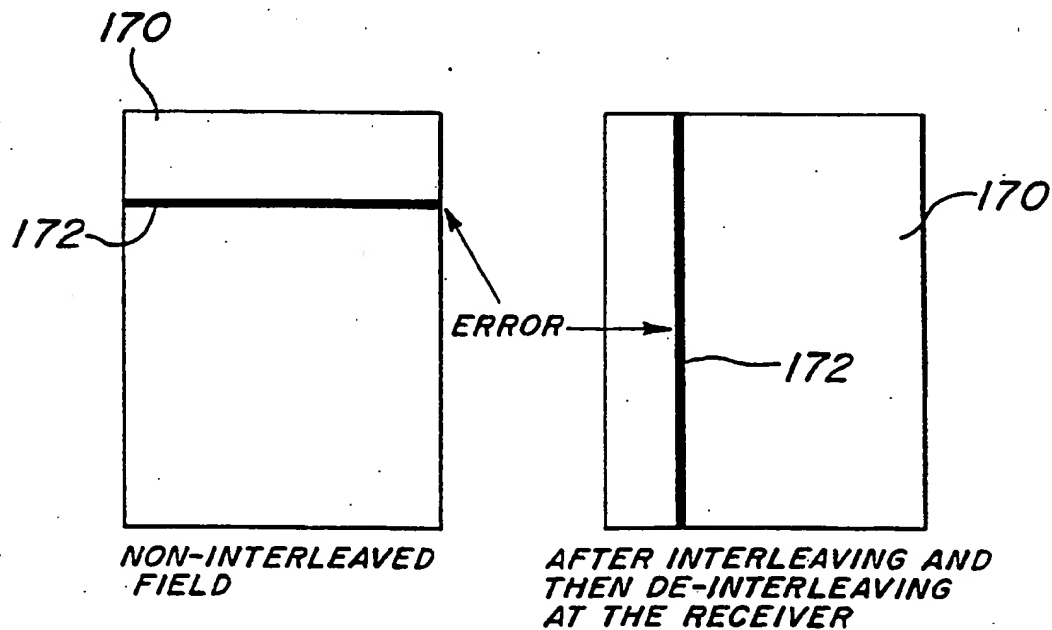 170
170
172
ERROR
172
NON-INTERLEAVED
FIELD
AFTER INTERLEAVING AND
THEN DE-INTERLEAVING
AT THE RECEIVER